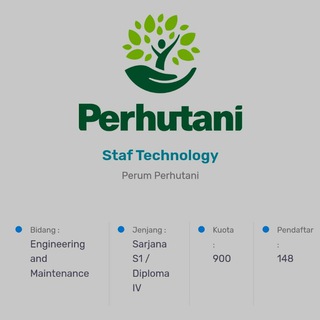 Perhutani
Staf Technology
Perum Perhutani
Bidang :
Engineering
and
Maintenance
Jenjang :
Sarjana
S1 /
Diploma
IV
Kuota
:
900
Pendaftar
:
148